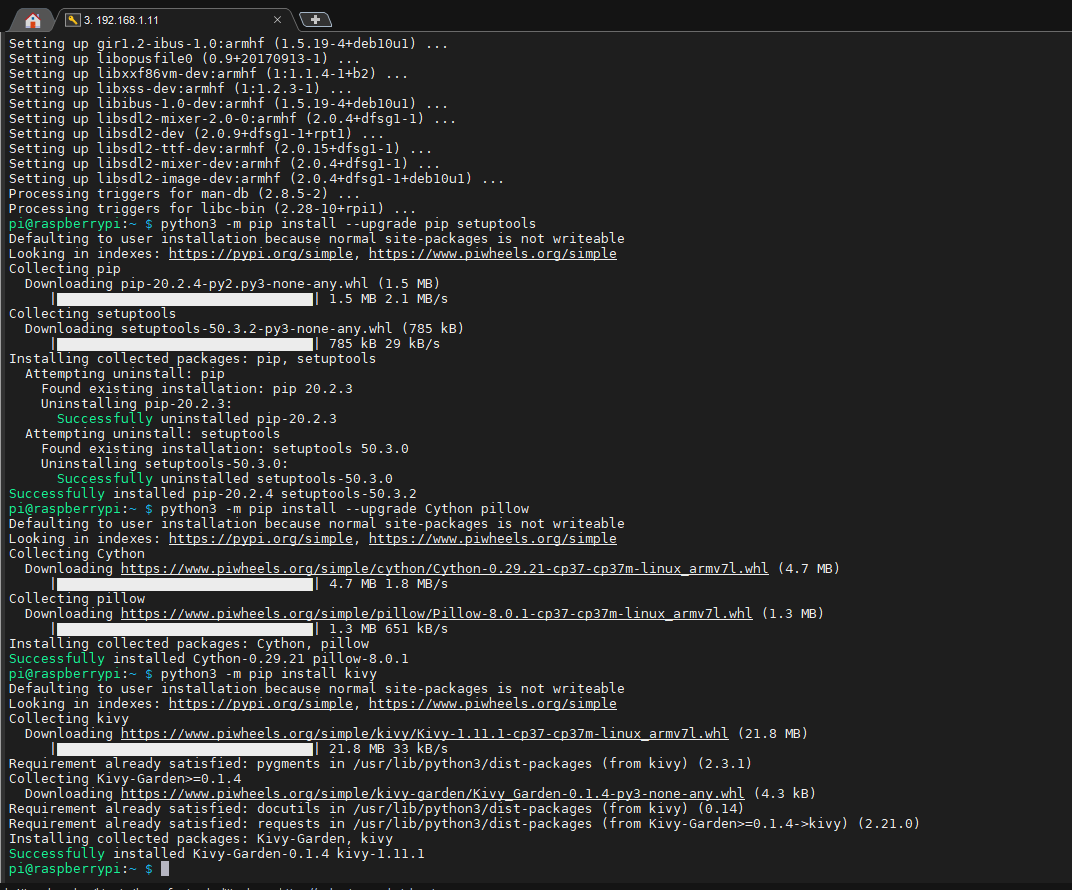 3. 192.168.1.11
Setting up gir1.2-ibus-1.0:armhf (1.5.19-4+deb10u1) ...
Setting up libopusfile0 (0.9+20170913-1) ...
Setting up libxxf86vm-dev:armhf (1:1.1.4-1+b2) ...
Setting up libxss-dev:armhf (1:1.2.3-1) ...
Setting up libibus-1.0-dev:armhf (1.5.19-4+deb10u1) ...
Setting up libsdl2-mixer-2.0-0:armhf (2.0.4+dfsg1-1) ...
Setting up libsdl2-dev (2.0.9+dfsg1-1+rpt1) ...
Setting up libsdl2-ttf-dev:armhf (2.0.15+dfsg1-1) ...
Setting up libsdl2-mixer-dev:armhf (2.0.4+dfsg1-1) ...
Setting up libsdl2-image-dev:armhf (2.0.4+dfsg1-1+deb10u1) ...
Processing triggers for man-db (2.8.5-2) ...
Processing triggers for libc-bin (2.28-10+rpi1) ...
pi@raspberrypi:~ $ python3 -m pip install --upgrade pip setuptools
Defaulting to user installation because normal site-packages is not writeable
Looking in indexes: https://pypi.org/simple, https://www.piwheels.org/simple
Collecting pip
Downloading pip-20.2.4-py2.py3-none-any.whl (1.5 MB)
| | 1.5 MB 2.1 MB/s
Collecting setuptools
Downloading setuptools-50.3.2-py3-none-any.whl (785 kB)
| | 785 kB 29 kB/s
Installing collected packages: pip, setuptools
Attempting uninstall: pip
Found existing installation: pip 20.2.3
Uninstalling pip-20.2.3:
Successfully uninstalled pip-20.2.3
Attempting uninstall: setuptools
Found existing installation: setuptools 50.3.0
Uninstalling setuptools-50.3.0:
Successfully uninstalled setuptools-50.3.0
Successfully installed pip-20.2.4 setuptools-50.3.2
pi@raspberrypi:~ $ python3 -m pip install --upgrade Cython pillow
Defaulting to user installation because normal site-packages is not writeable
Looking in indexes: https://pypi.org/simple, https://www.piwheels.org/simple
Collecting Cython
Downloading https://www.piwheels.org/simple/cython/Cython-0.29.21-cp37-cp37m-linux_armv7l.whl (4.7 MB)
| | 4.7 MB 1.8 MB/s
Collecting pillow
Downloading https://www.piwheels.org/simple/pillow/Pillow-8.0.1-cp37-cp37m-linux_armv7l.whl (1.3 MB)
| | 1.3 MB 651 kB/s
Installing collected packages: Cython, pillow
Successfully installed Cython-0.29.21 pillow-8.0.1
pi@raspberrypi:~ $ python3 -m pip install kivy
Defaulting to user installation because normal site-packages is not writeable
Looking in indexes: https://pypi.org/simple, https://www.piwheels.org/simple
Collecting kivy
Downloading https://www.piwheels.org/simple/kivy/Kivy-1.11.1-cp37-cp37m-linux_armv7l.whl (21.8 MB)
| | 21.8 MB 33 kB/s
Requirement already satisfied: pygments in /usr/lib/python3/dist-packages (from kivy) (2.3.1)
Collecting Kivy-Garden>=0.1.4
Downloading https://www.piwheels.org/simple/kivy-garden/Kivy_Garden-0.1.4-py3-none-any.whl (4.3 kB)
Requirement already satisfied: docutils in /usr/lib/python3/dist-packages (from kivy) (0.14)
Requirement already satisfied: requests in /usr/lib/python3/dist-packages (from Kivy-Garden>=0.1.4->kivy) (2.21.0)
Installing collected packages: Kivy-Garden, kivy
Successfully installed Kivy-Garden-0.1.4 kivy-1.11.1
pi@raspberrypi:~ $